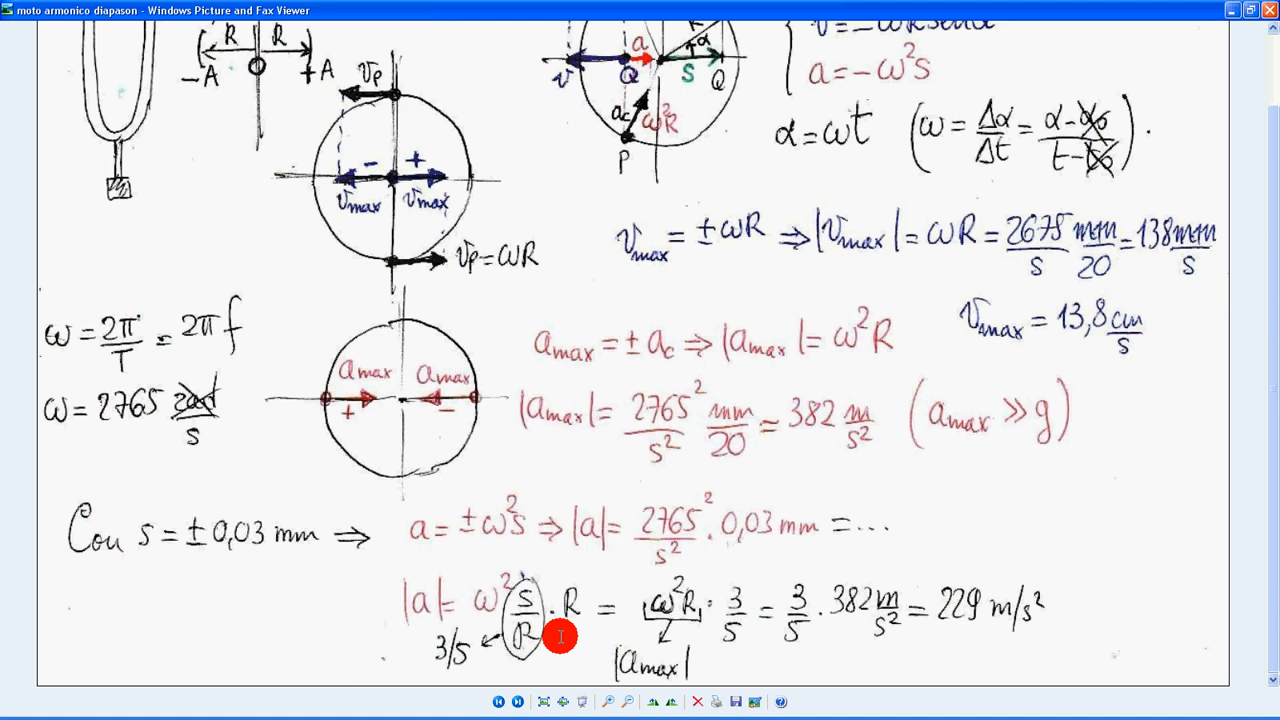 moto armonico diapason - Windows Picture and Fax Viewer
R R
-A +A
v_P
- +
v_max v_max
v_P = ωR
a
v Q S Q
α
a_c ω²R
P
v = -ωR senα
a = -ω²s
α = ωt (ω = Δα/Δt = α-α₀/t-t₀).
v_max = ±ωR ⇒ |v_max| = ωR = 2675/s mm/20 = 138 mm/s
v_max = 13,8 cm/s
ω = 2π/T = 2πf
ω = 2765 rad/s
a_max a_max
+ -
a_max = ± a_c ⇒ |a_max| = ω²R
|a_max| = 2765²/s² mm/20 ≃ 382 m/s² (a_max ≫ g)
Con s = ±0,03 mm ⇒ a = ±ω²s ⇒ |a| = 2765²/s² · 0,03 mm = ...
|a| = ω² s/R · R = ω²R · 3/5 = 3/5 · 382 m/s² = 229 m/s²
3/5
|a_max|